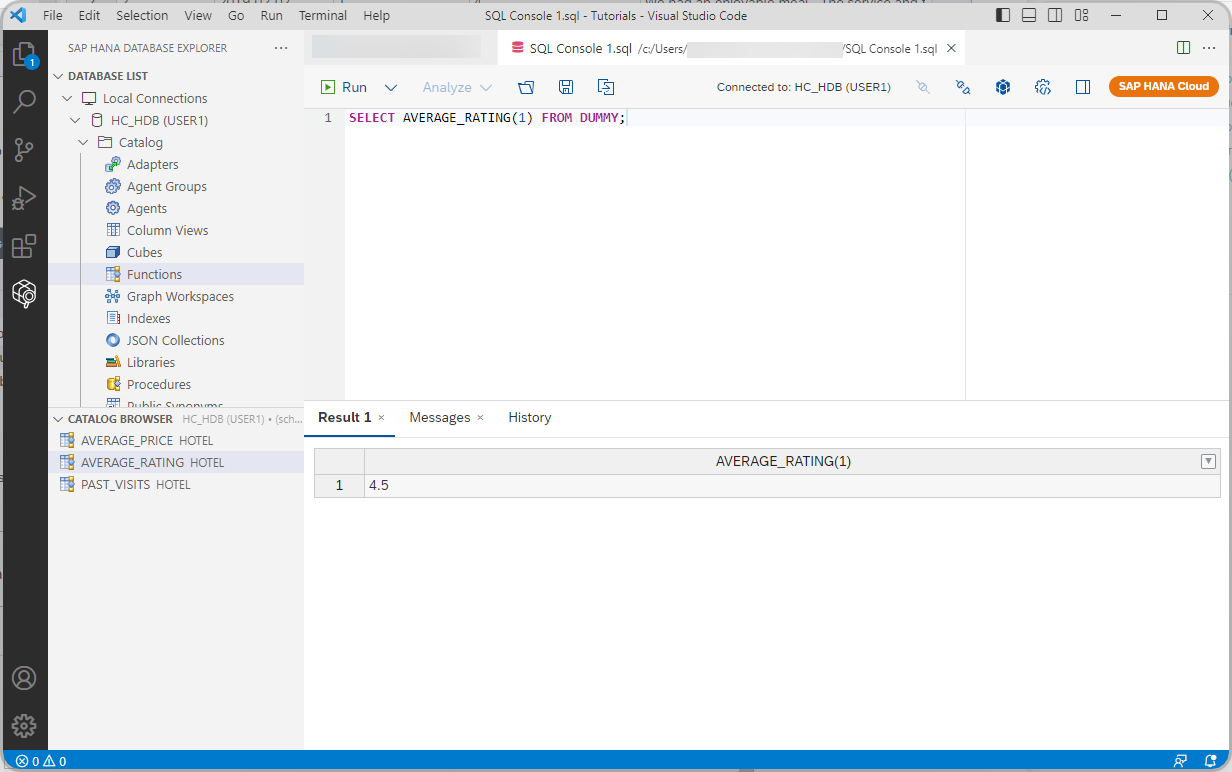 File Edit Selection View Go Run Terminal Help SQL Console 1.sql - Tutorials - Visual Studio Code
SAP HANA DATABASE EXPLORER ...
SQL Console 1.sql /c:/Users/ /SQL Console 1.sql
1
DATABASE LIST
Local Connections
HC_HDB (USER1)
Catalog
Adapters
Agent Groups
Agents
Column Views
Cubes
Functions
Graph Workspaces
Indexes
JSON Collections
Libraries
Procedures
Public Synonyms
CATALOG BROWSER HC_HDB (USER1) • (sch...
AVERAGE_PRICE HOTEL
AVERAGE_RATING HOTEL
PAST_VISITS HOTEL
Run Analyze Connected to: HC_HDB (USER1) SAP HANA Cloud
1 SELECT AVERAGE_RATING(1) FROM DUMMY;
Result 1 × Messages × History
AVERAGE_RATING(1)
1 4.5
0 0